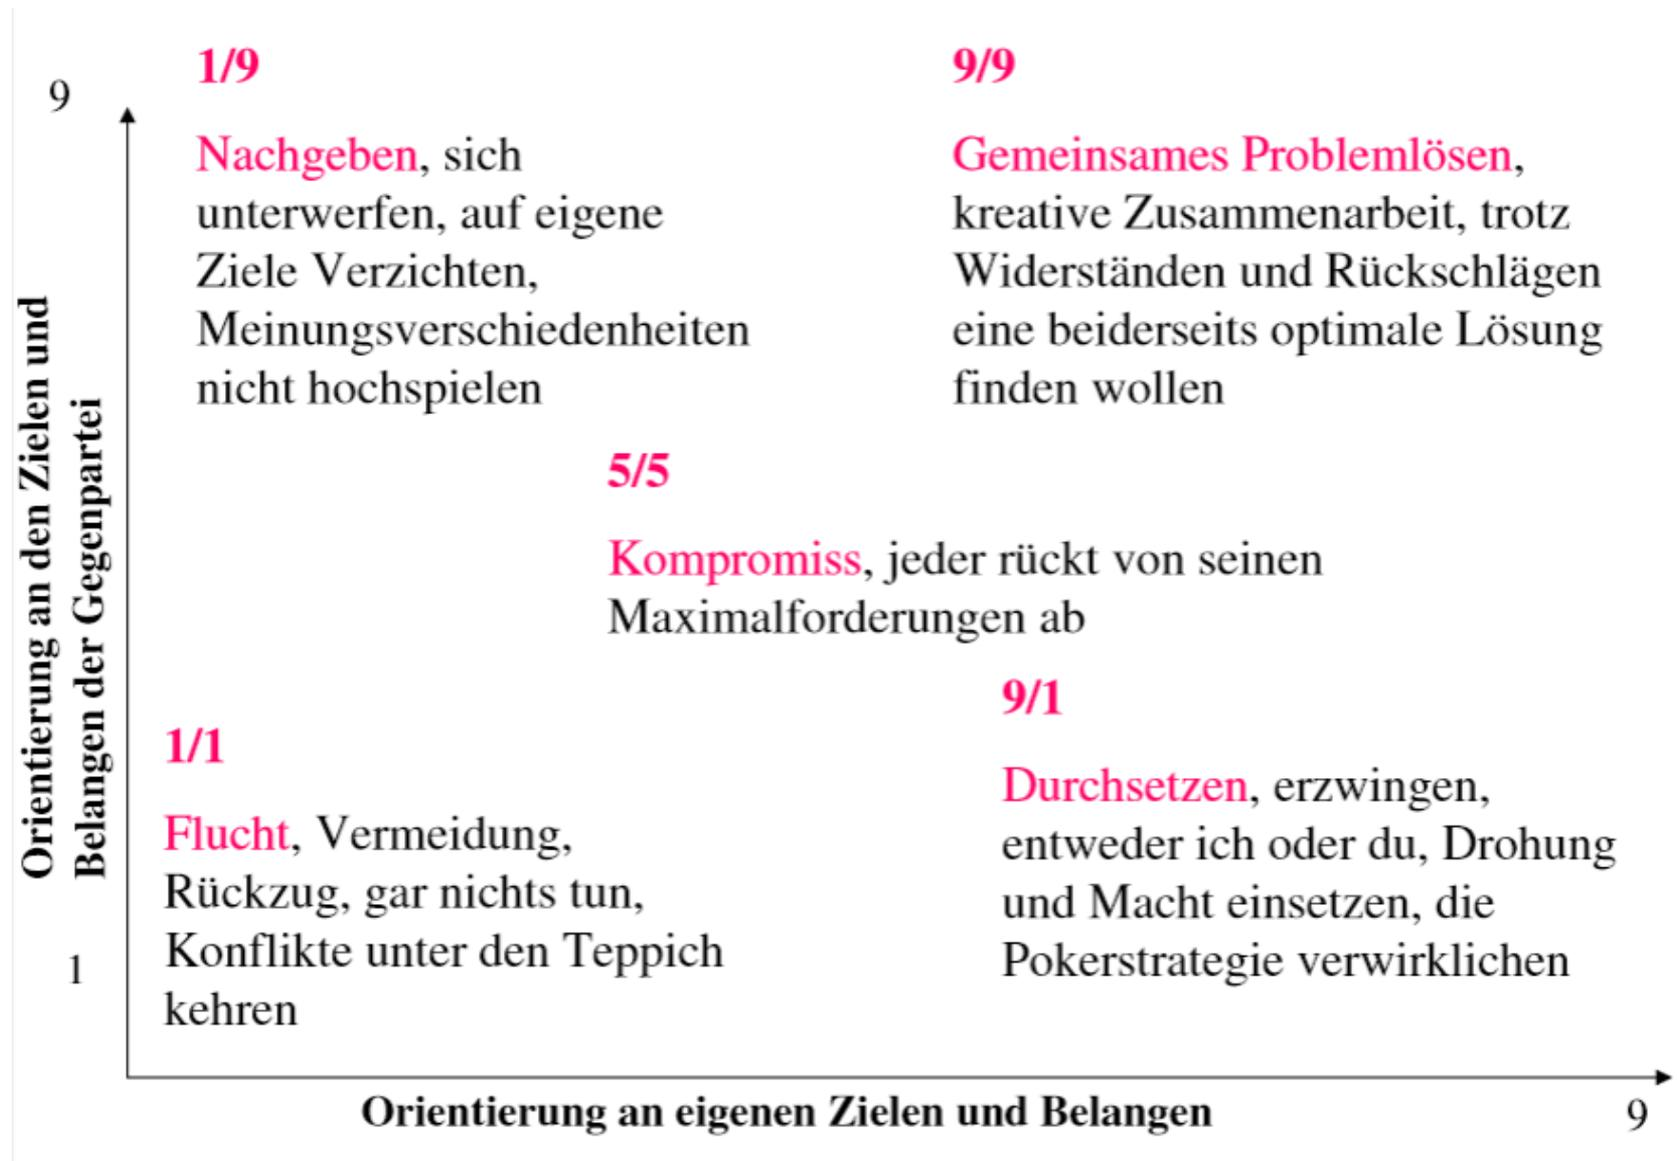 1/9
9
Nachgeben, sich
unterwerfen, auf eigene
Ziele Verzichten,
Meinungsverschiedenheiten
nicht hochspielen
9/9
Gemeinsames Problemlösen,
kreative Zusammenarbeit, trotz
Widerständen und Rückschlägen
eine beiderseits optimale Lösung
finden wollen
Orientierung an den Zielen und
Belangen der Gegenpartei
5/5
Kompromiss, jeder rückt von seinen
Maximalforderungen ab
1/1
Flucht, Vermeidung,
Rückzug, gar nichts tun,
Konflikte unter den Teppich
kehren
1
9/1
Durchsetzen, erzwingen,
entweder ich oder du, Drohung
und Macht einsetzen, die
Pokerstrategie verwirklichen
Orientierung an eigenen Zielen und Belangen
9